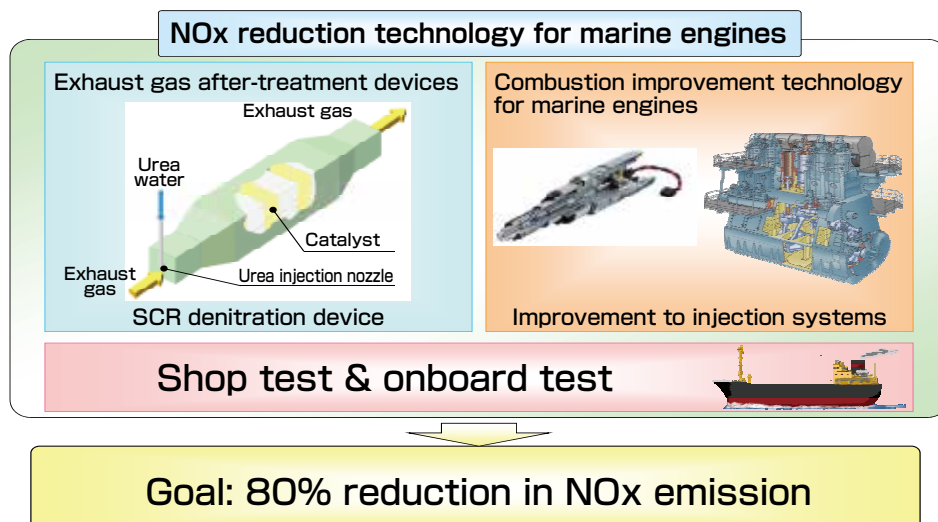 NOx reduction technology for marine engines
Exhaust gas after-treatment devices
Exhaust gas
Urea
water
Catalyst
Urea injection nozzle
Exhaust
gas
SCR denitration device
Combustion improvement technology
for marine engines
Improvement to injection systems
Shop test & onboard test
Goal: 80% reduction in NOx emission